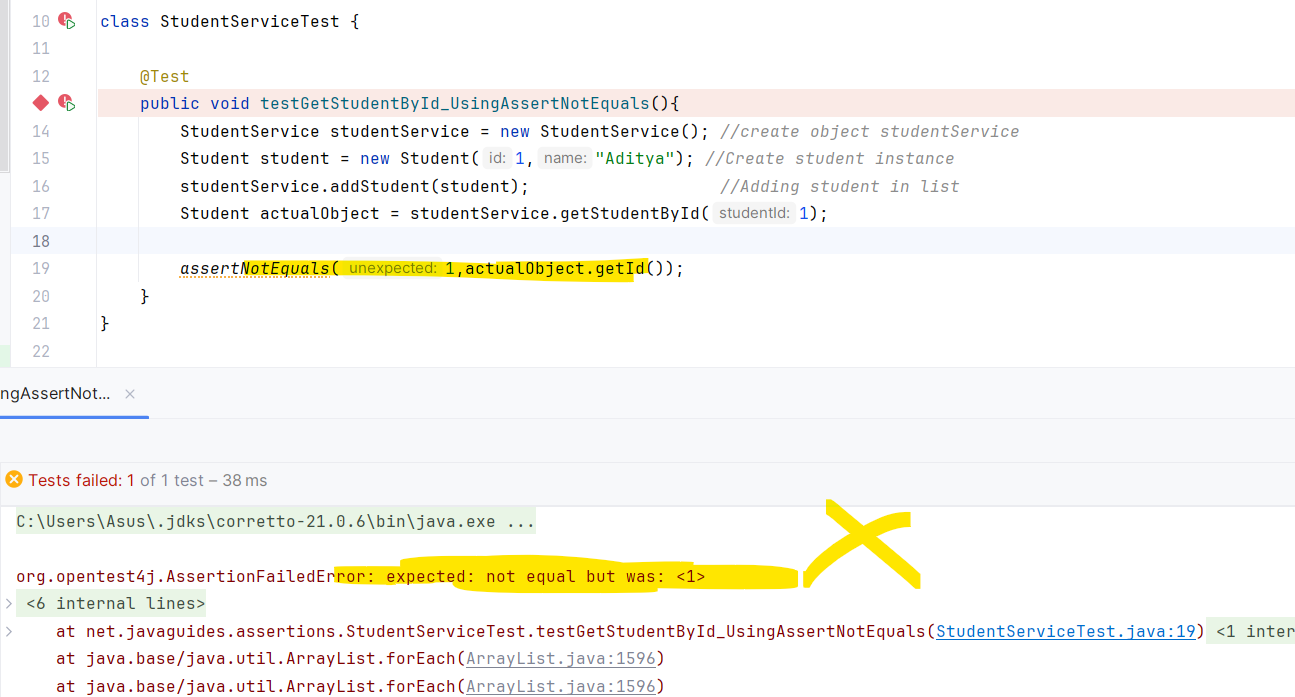 10 class StudentServiceTest {
11
12 @Test
public void testGetStudentById_UsingAssertNotEquals(){
14 StudentService studentService = new StudentService(); //create object studentService
15 Student student = new Student( id: 1, name: "Aditya"); //Create student instance
16 studentService.addStudent(student); //Adding student in list
17 Student actualObject = studentService.getStudentById( studentId: 1);
18
19 assertNotEquals( unexpected: 1,actualObject.getId());
20 }
21 }
22
ngAssertNot... ×
Tests failed: 1 of 1 test – 38 ms
C:\Users\Asus\.jdks\corretto-21.0.6\bin\java.exe ...
org.opentest4j.AssertionFailedError: expected: not equal but was: <1>
<6 internal lines>
at net.javaguides.assertions.StudentServiceTest.testGetStudentById_UsingAssertNotEquals(StudentServiceTest.java:19) <1 inter
at java.base/java.util.ArrayList.forEach(ArrayList.java:1596)
at java.base/java.util.ArrayList.forEach(ArrayList.java:1596)